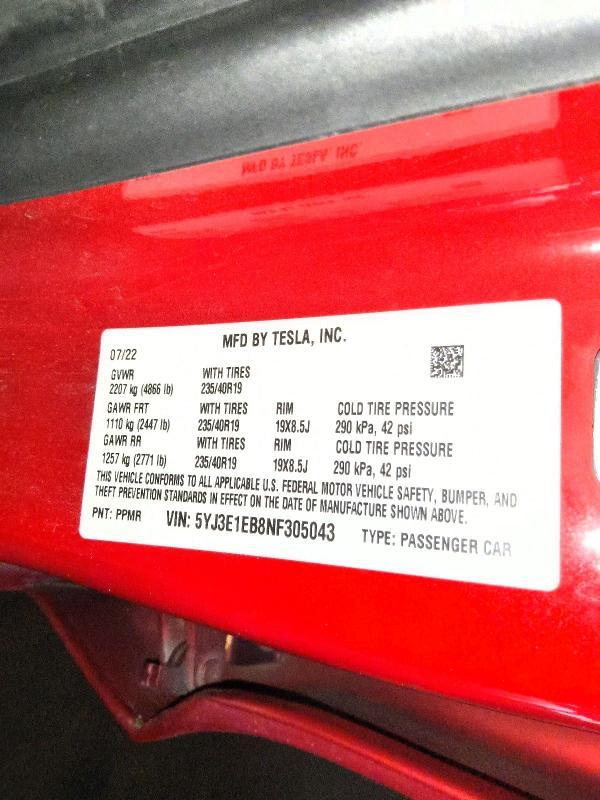 MFD BY TESLA, INC.
07/22
GVWR WITH TIRES
2207 kg (4866 lb) 235/40R19
GAWR FRT WITH TIRES RIM COLD TIRE PRESSURE
1110 kg (2447 lb) 235/40R19 19X8.5J 290 kPa, 42 psi
GAWR RR WITH TIRES RIM COLD TIRE PRESSURE
1257 kg (2771 lb) 235/40R19 19X8.5J 290 kPa, 42 psi
THIS VEHICLE CONFORMS TO ALL APPLICABLE U.S. FEDERAL MOTOR VEHICLE SAFETY, BUMPER, AND
THEFT PREVENTION STANDARDS IN EFFECT ON THE DATE OF MANUFACTURE SHOWN ABOVE.
PNT: PPMR VIN: 5YJ3E1EB8NF305043 TYPE: PASSENGER CAR